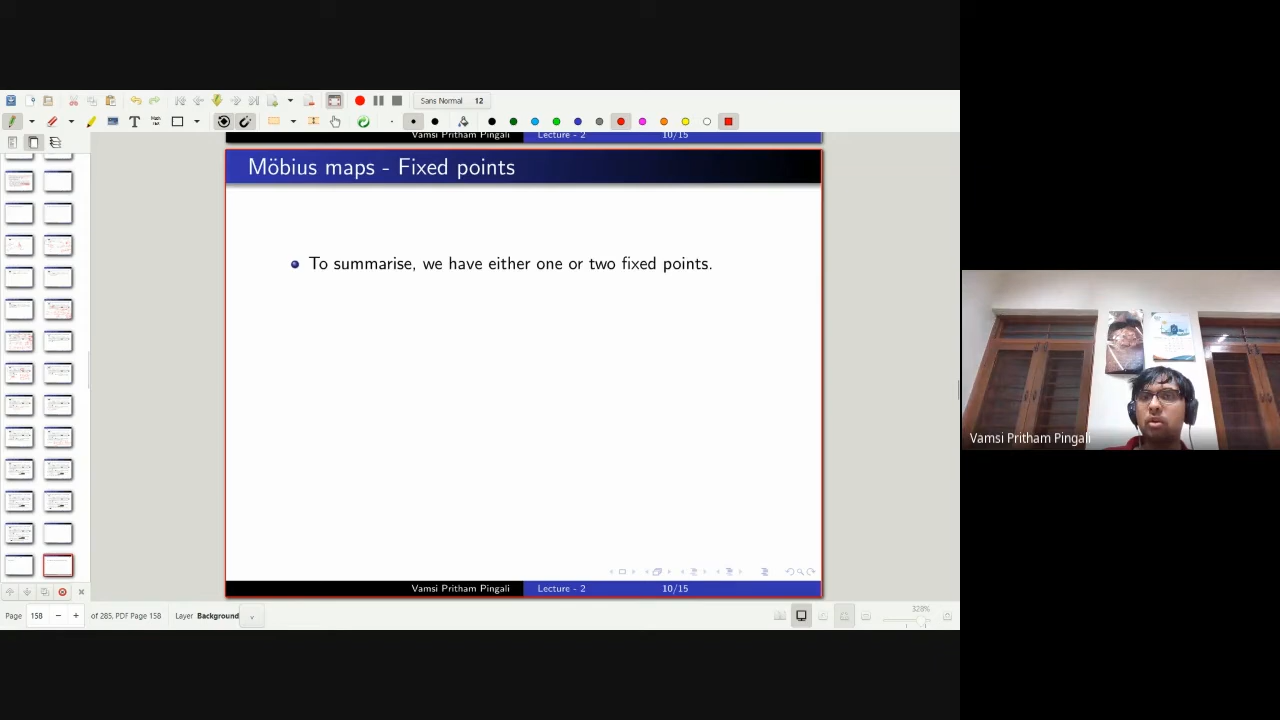 Sans Normal 12
Vamsi Pritham Pingali Lecture - 2 10/15
Möbius maps - Fixed points
To summarise, we have either one or two fixed points.
Vamsi Pritham Pingali
Vamsi Pritham Pingali Lecture - 2 10/15
Page 158 of 285, PDF Page 158 Layer Background 328%